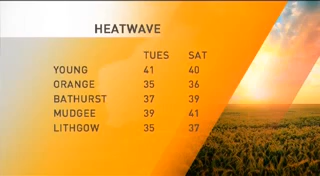 HEATWAVE
TUES SAT
YOUNG 41 40
ORANGE 35 36
BATHURST 37 39
MUDGEE 39 41
LITHGOW 35 37